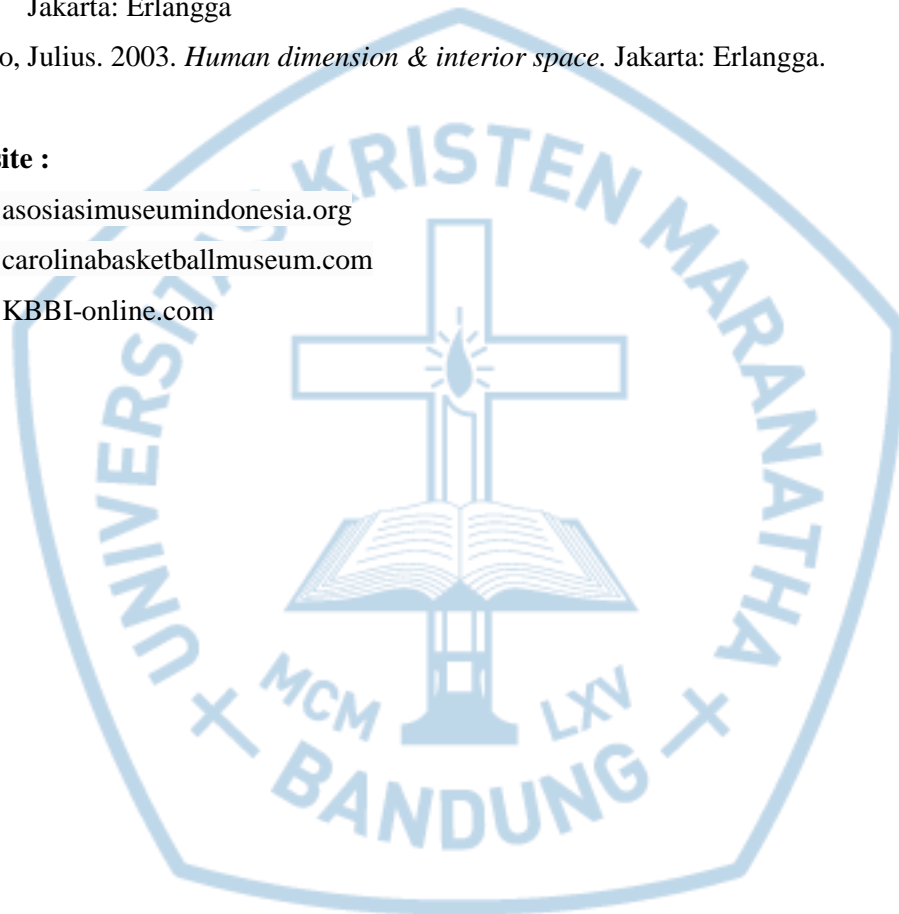 Jakarta: Erlangga
o, Julius. 2003. Human dimension & interior space. Jakarta: Erlangga.
site :
asosiasimuseumindonesia.org
carolinabasketballmuseum.com
KBBI-online.com
UNIVERSITAS KRISTEN MARANATHA
MCM LXV
BANDUNG